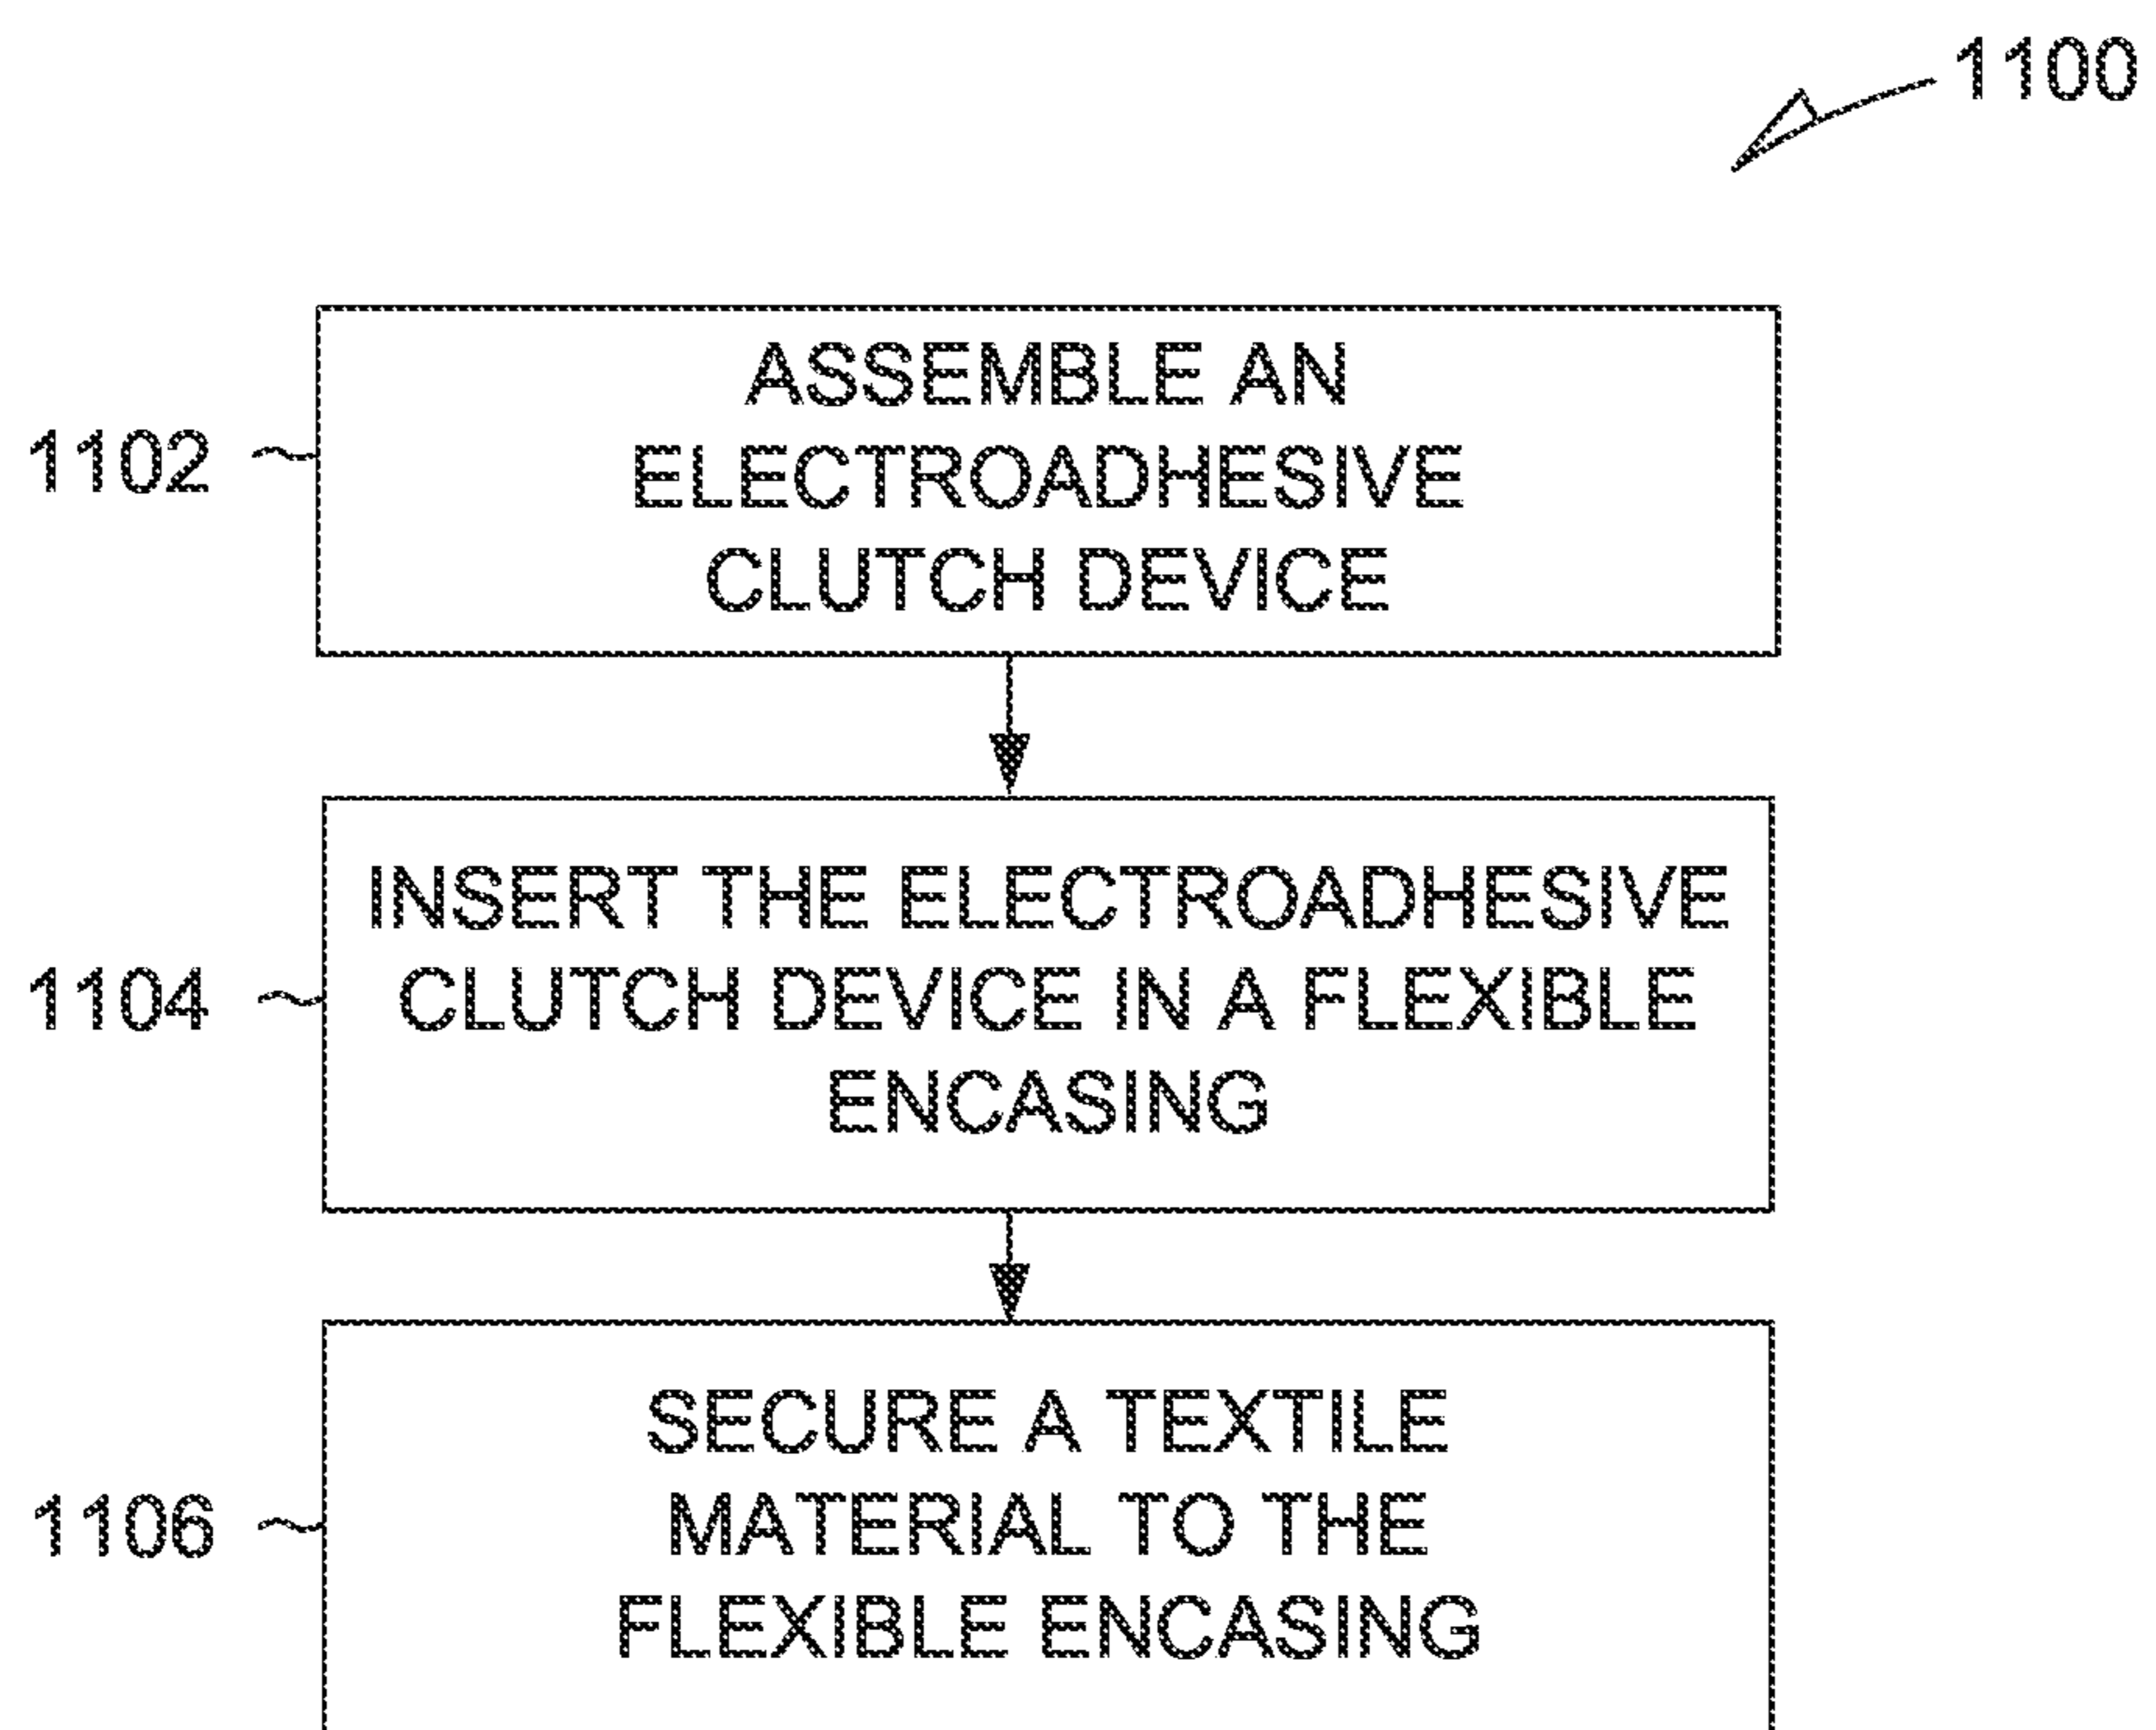 1100
ASSEMBLE AN
1102
ELECTROADHESIVE
CLUTCH DEVICE
INSERT THE ELECTROADHESIVE
1104
CLUTCH DEVICE IN A FLEXIBLE
ENCASING
SECURE A TEXTILE
1106
MATERIAL TO THE
FLEXIBLE ENCASING